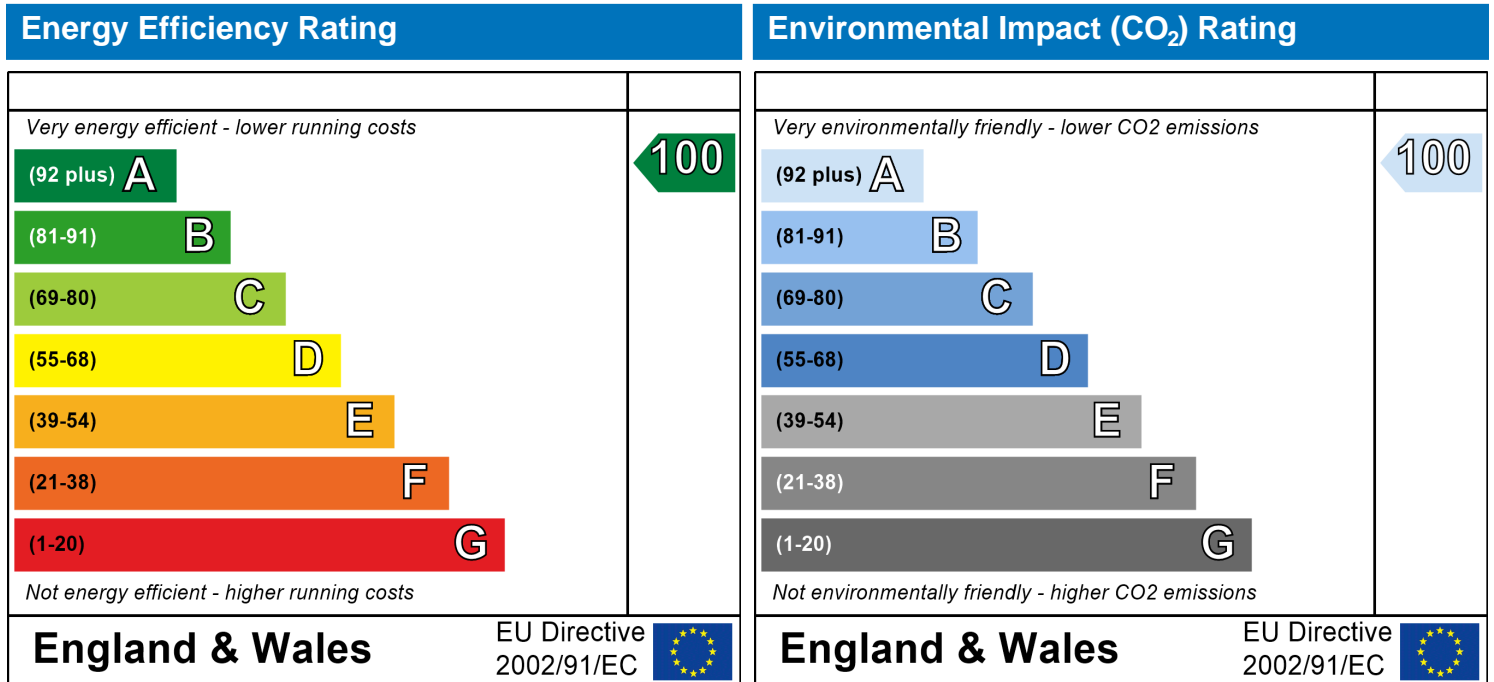 Energy Efficiency Rating
Very energy efficient - lower running costs
100
(92 plus) A
(81-91) B
(69-80) C
(55-68) D
(39-54) E
(21-38) F
(1-20) G
Not energy efficient - higher running costs
England & Wales
EU Directive
2002/91/EC
Environmental Impact (CO₂) Rating
Very environmentally friendly - lower CO2 emissions
100
(92 plus) A
(81-91) B
(69-80) C
(55-68) D
(39-54) E
(21-38) F
(1-20) G
Not environmentally friendly - higher CO2 emissions
England & Wales
EU Directive
2002/91/EC